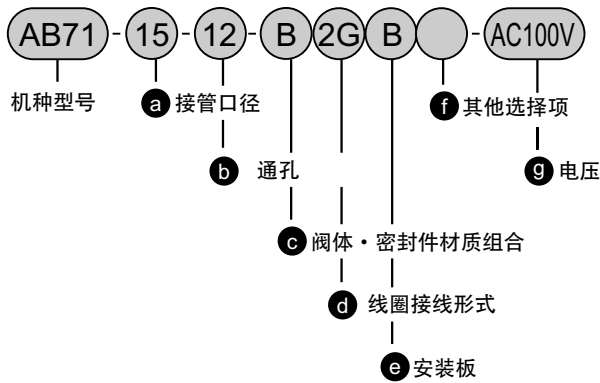 AB71 - 15 - 12 - B 2G B - AC100V
机种型号
a 接管口径
f 其他选择项
b 通孔
g 电压
c 阀体・密封件材质组合
d 线圈接线形式
e 安装板